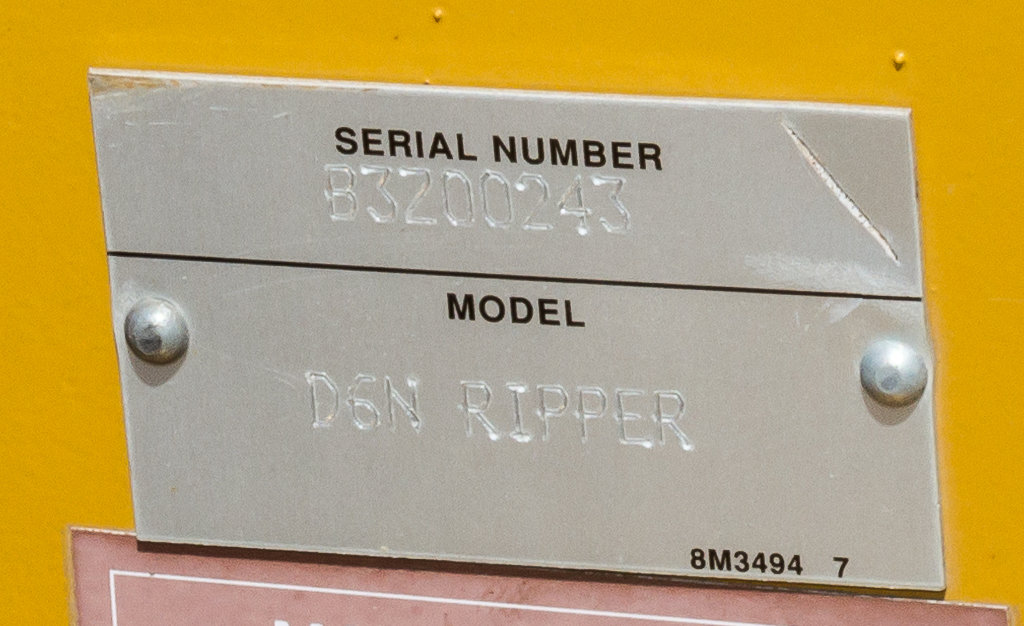 SERIAL NUMBER
B3Z00243
MODEL
D6N RIPPER
8M3494 7